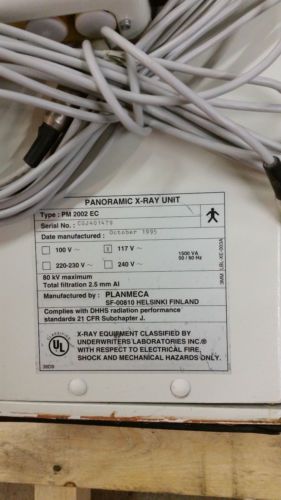 PANORAMIC X-RAY UNIT
Type : PM 2002 EC
Serial No. :
Date manufactured : October 1995
100 V ~ x 117 V ~
220-230 V ~ 240 V ~
1500 VA
50 / 60 Hz
80 kV maximum
Total filtration 2.5 mm Al
Manufactured by : PLANMECA
SF-00810 HELSINKI FINLAND
Complies with DHHS radiation performance
standards 21 CFR Subchapter J.
UL
X-RAY EQUIPMENT CLASSIFIED BY
UNDERWRITERS LABORATORIES INC.®
WITH RESPECT TO ELECTRICAL FIRE,
SHOCK AND MECHANICAL HAZARDS ONLY.